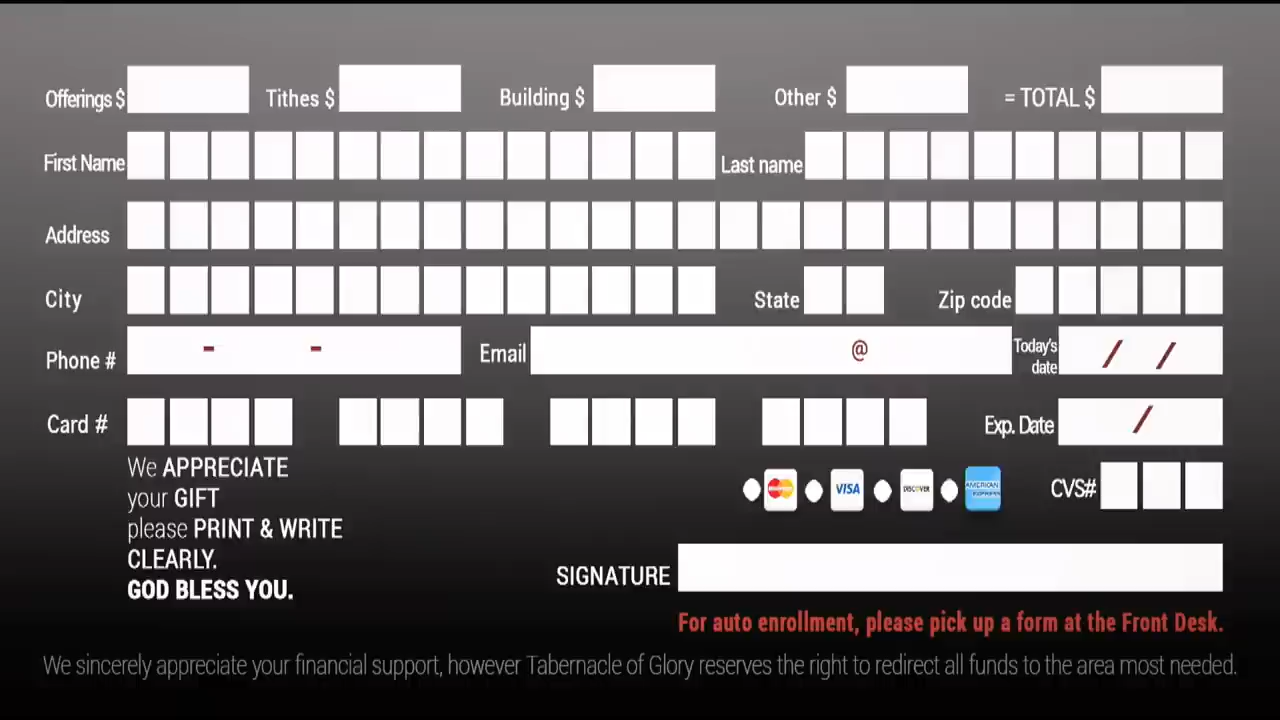 Offerings $ Tithes $ Building $ Other $ = TOTAL $
First Name Last name
Address
City State Zip code
Phone # - - Email @ Today's date / /
Card # Exp. Date /
We APPRECIATE
your GIFT
please PRINT & WRITE
CLEARLY.
GOD BLESS YOU.
MasterCard VISA DISCOVER AMERICAN EXPRESS CVS#
SIGNATURE
For auto enrollment, please pick up a form at the Front Desk.
We sincerely appreciate your financial support, however Tabernacle of Glory reserves the right to redirect all funds to the area most needed.